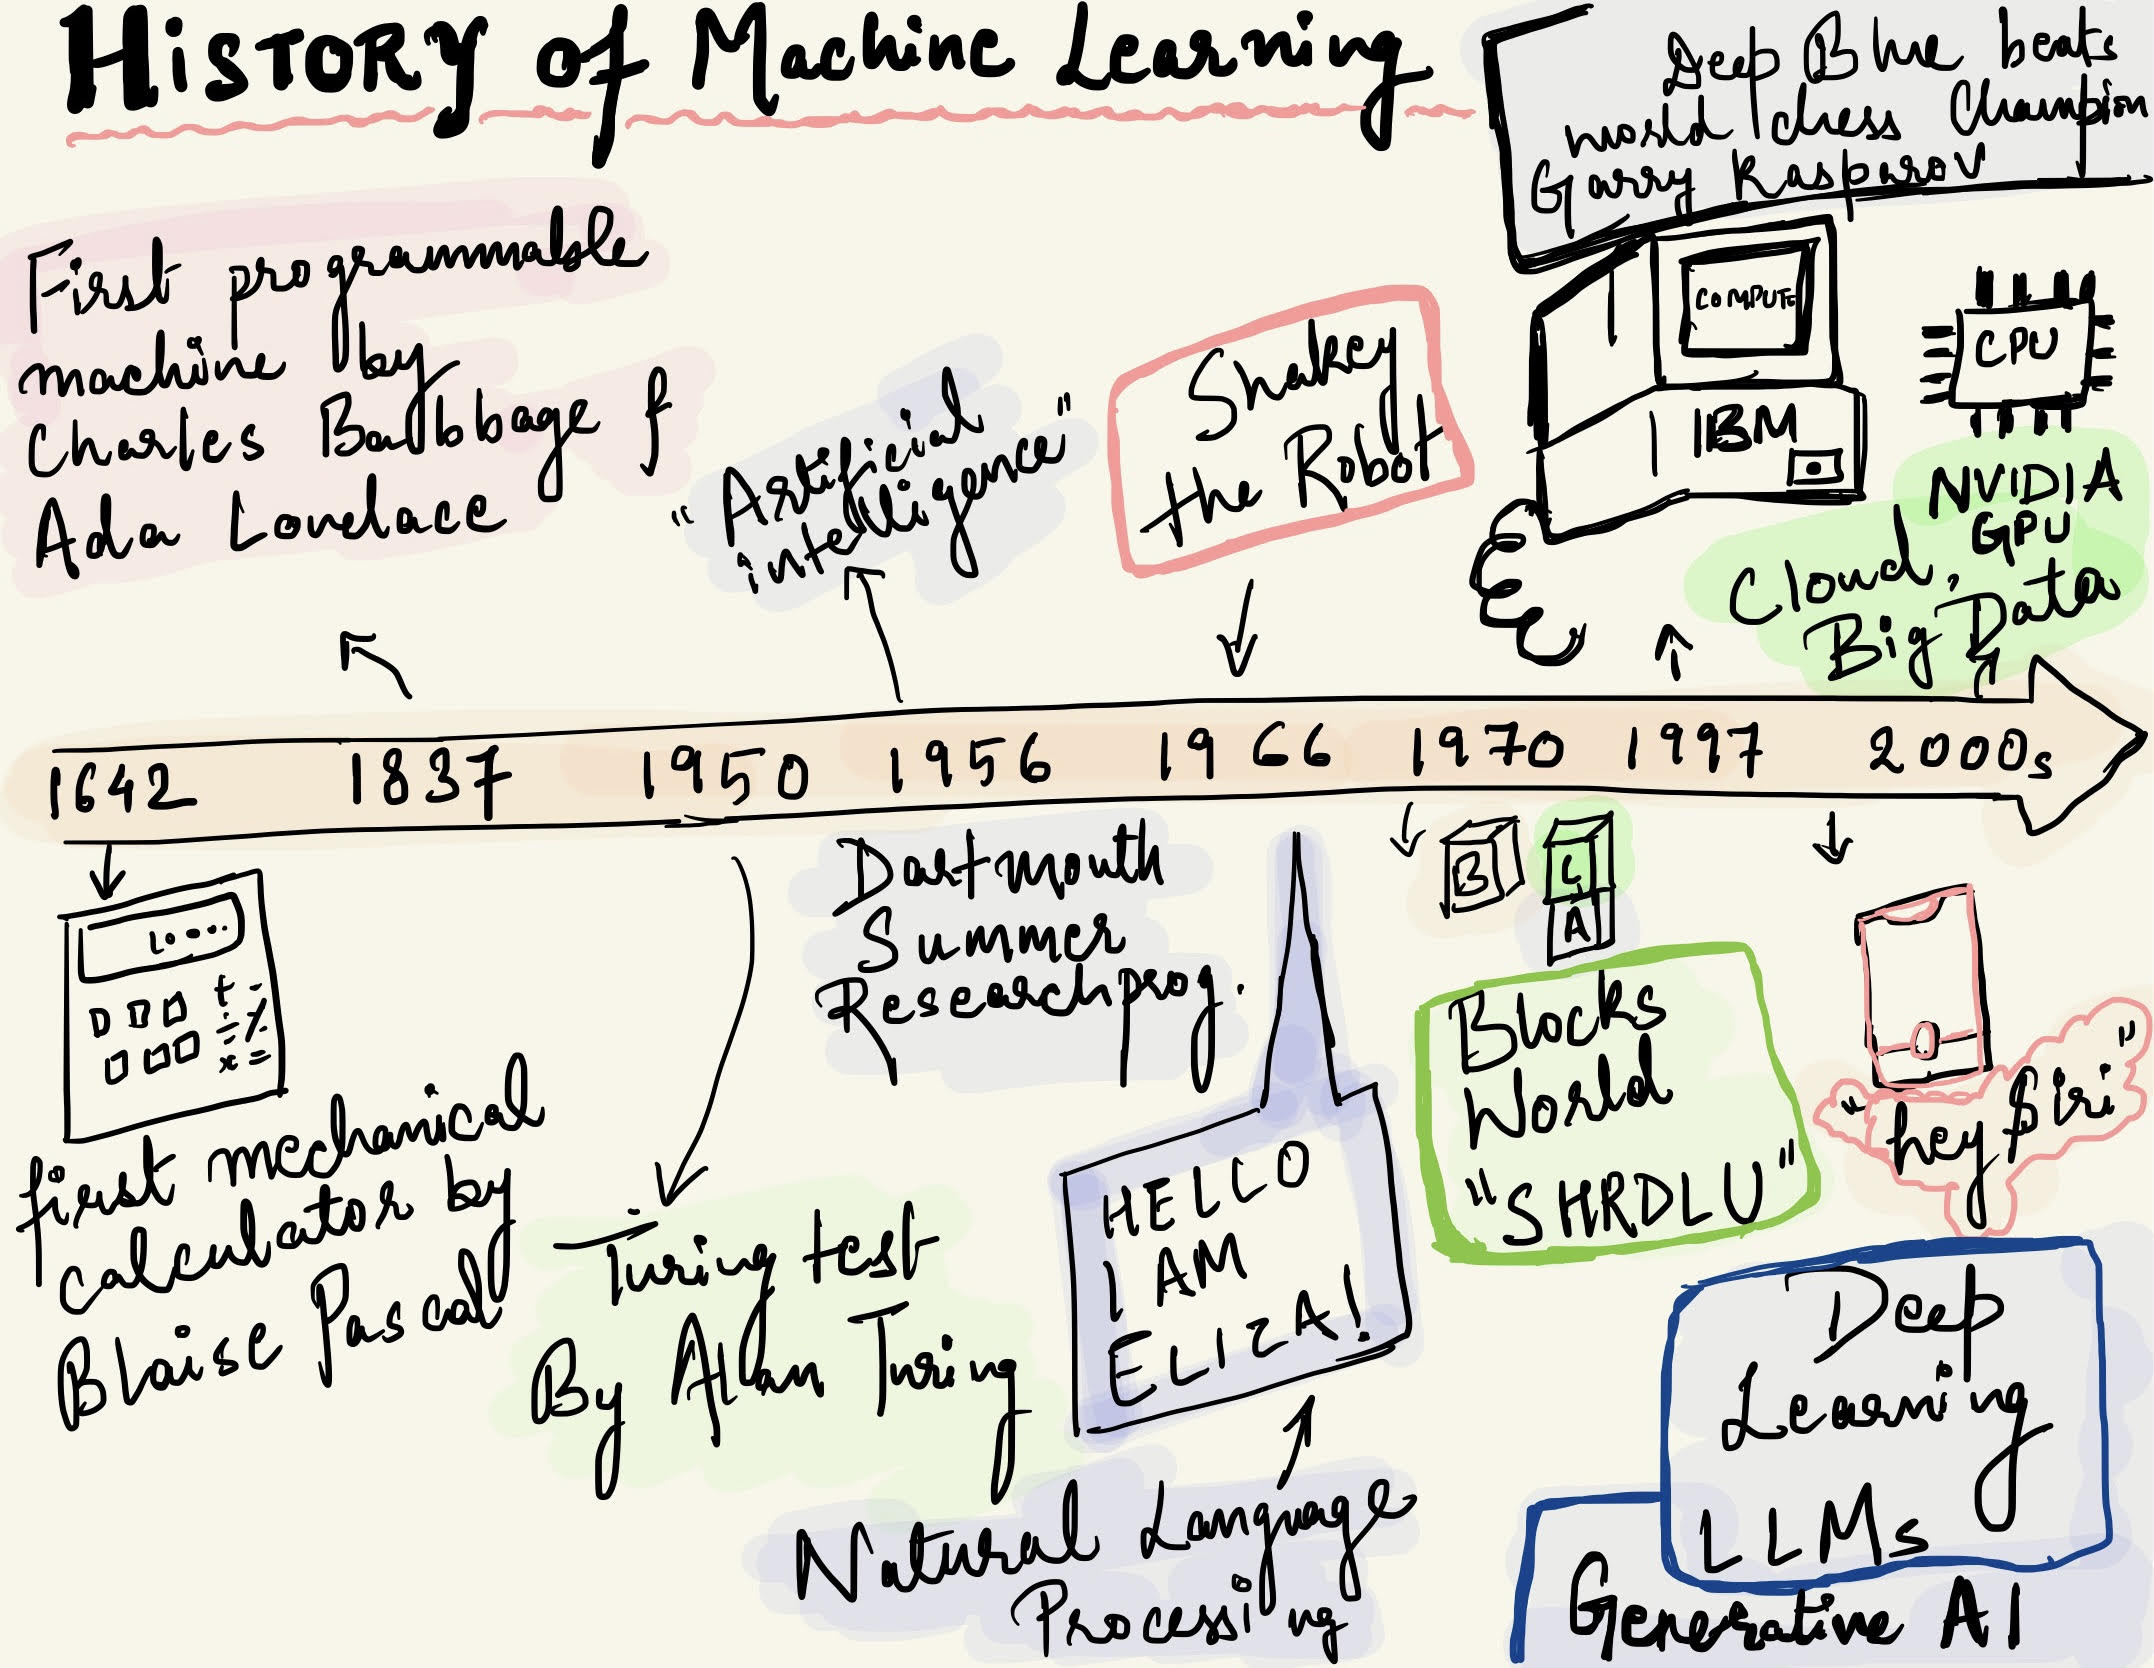 HISTORY of Machine Learning
Deep Blue beats
world chess Champion
Garry Kasparov
First programmable
machine by
Charles Babbage &
Ada Lovelace
"Artificial
intelligence"
Shakey
the Robot
COMPUTE
IBM
CPU
NVIDIA
GPU
Cloud,
Big Data
1642 1837 1950 1956 1966 1970 1997 2000s
+ -
÷ /
x =
first mechanical
calculator by
Blaise Pascal
Turing test
By Alan Turing
Dartmouth
Summer
Research prog.
HELLO
I AM
ELIZA!
Natural Language
Processing
B
C
A
Blocks
World
"SHRDLU"
"hey Siri"
Deep
Learning
LLMs
Generative AI